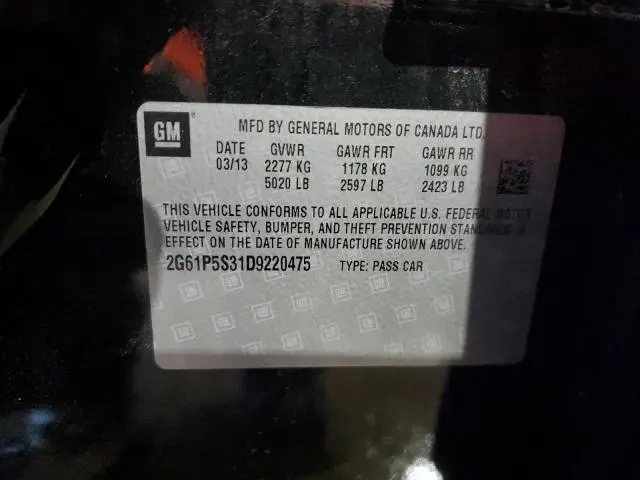 GM
MFD BY GENERAL MOTORS OF CANADA LTD.
DATE GVWR GAWR FRT GAWR RR
03/13 2277 KG 1178 KG 1099 KG
5020 LB 2597 LB 2423 LB
THIS VEHICLE CONFORMS TO ALL APPLICABLE U.S. FEDERAL MOTOR
VEHICLE SAFETY, BUMPER, AND THEFT PREVENTION STANDARDS IN
EFFECT ON THE DATE OF MANUFACTURE SHOWN ABOVE.
2G61P5S31D9220475 TYPE: PASS CAR